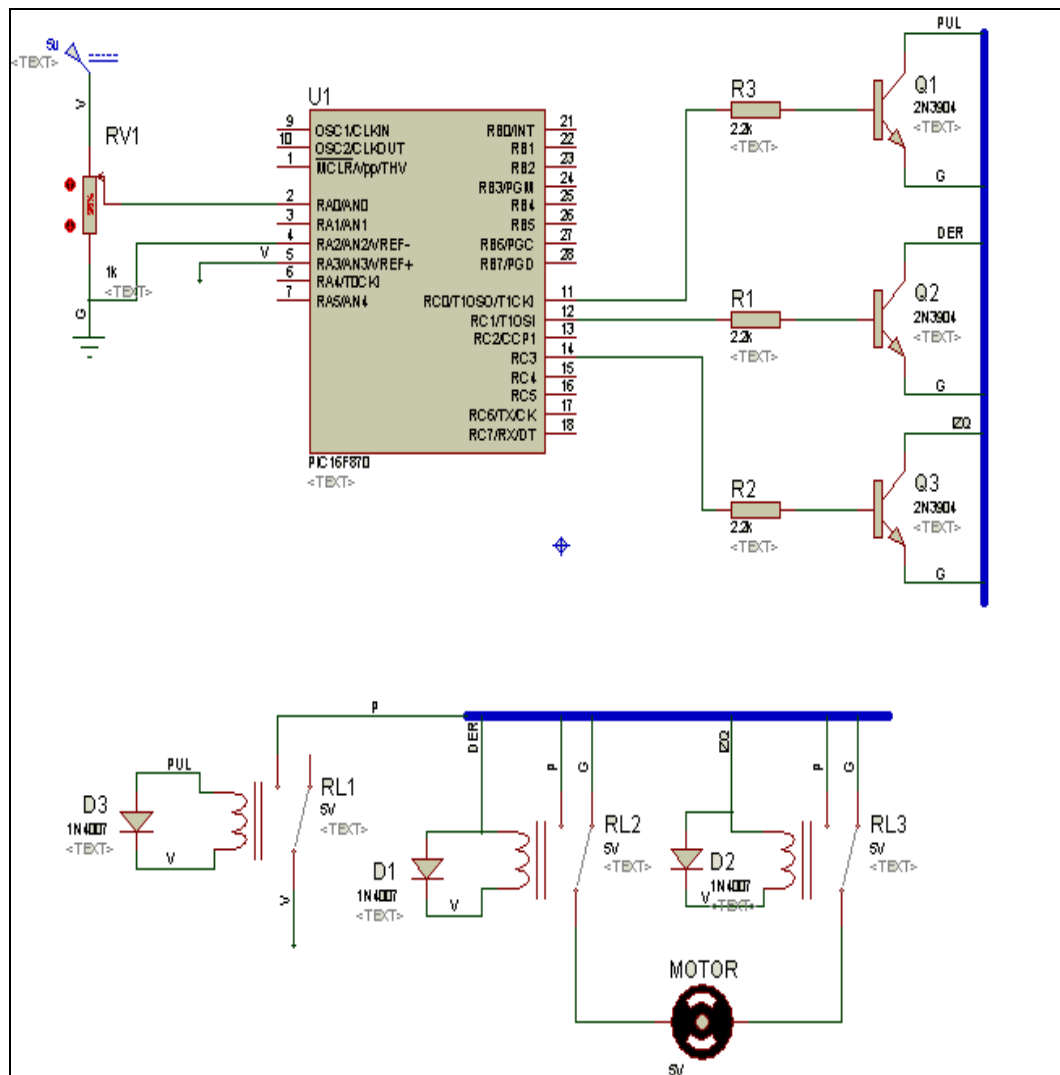 5V
<TEXT>
V
RV1
1k
<TEXT>
G
U1
9 OSC1/CLKIN RB0/INT 21
10 OSC2/CLKOUT RB1 22
1 MCLR/Vpp/THV RB2 23
RB3/PGM 24
2 RA0/AN0 RB4 25
3 RA1/AN1 RB5 26
4 RA2/AN2/VREF- RB6/PGC 27
V 5 RA3/AN3/VREF+ RB7/PGD 28
6 RA4/T0CKI
7 RA5/AN4 RC0/T1OSO/T1CKI 11
RC1/T1OSI 12
RC2/CCP1 13
RC3 14
RC4 15
RC5 16
RC6/TX/CK 17
RC7/RX/DT 18
PIC16F870
<TEXT>
R3
2.2k
<TEXT>
PUL
Q1
2N3904
<TEXT>
G
R1
2.2k
<TEXT>
DER
Q2
2N3904
<TEXT>
G
R2
2.2k
<TEXT>
IZQ
Q3
2N3904
<TEXT>
G
P
PUL
D3
1N4007
<TEXT>
V
RL1
5V
<TEXT>
V
DER
D1
1N4007
<TEXT>
V
P
G
RL2
5V
<TEXT>
IZQ
D2
1N4007
<TEXT>
V
P
G
RL3
5V
<TEXT>
MOTOR
5V